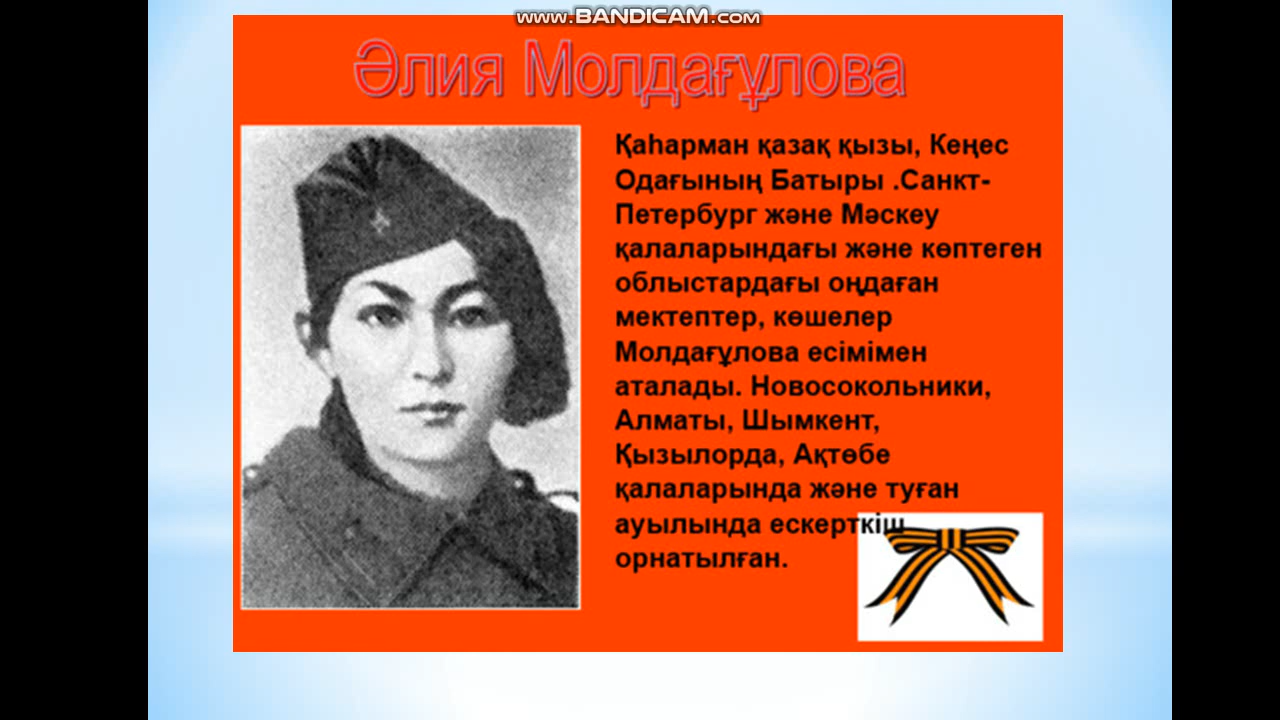 www.BANDICAM.com
Әлия Молдағұлова
Қаһарман қазақ қызы, Кеңес
Одағының Батыры .Санкт-
Петербург және Мәскеу
қалаларындағы және көптеген
облыстардағы оңдаған
мектептер, көшелер
Молдағұлова есімімен
аталады. Новосокольники,
Алматы, Шымкент,
Қызылорда, Ақтөбе
қалаларында және туған
ауылында ескерткіш
орнатылған.